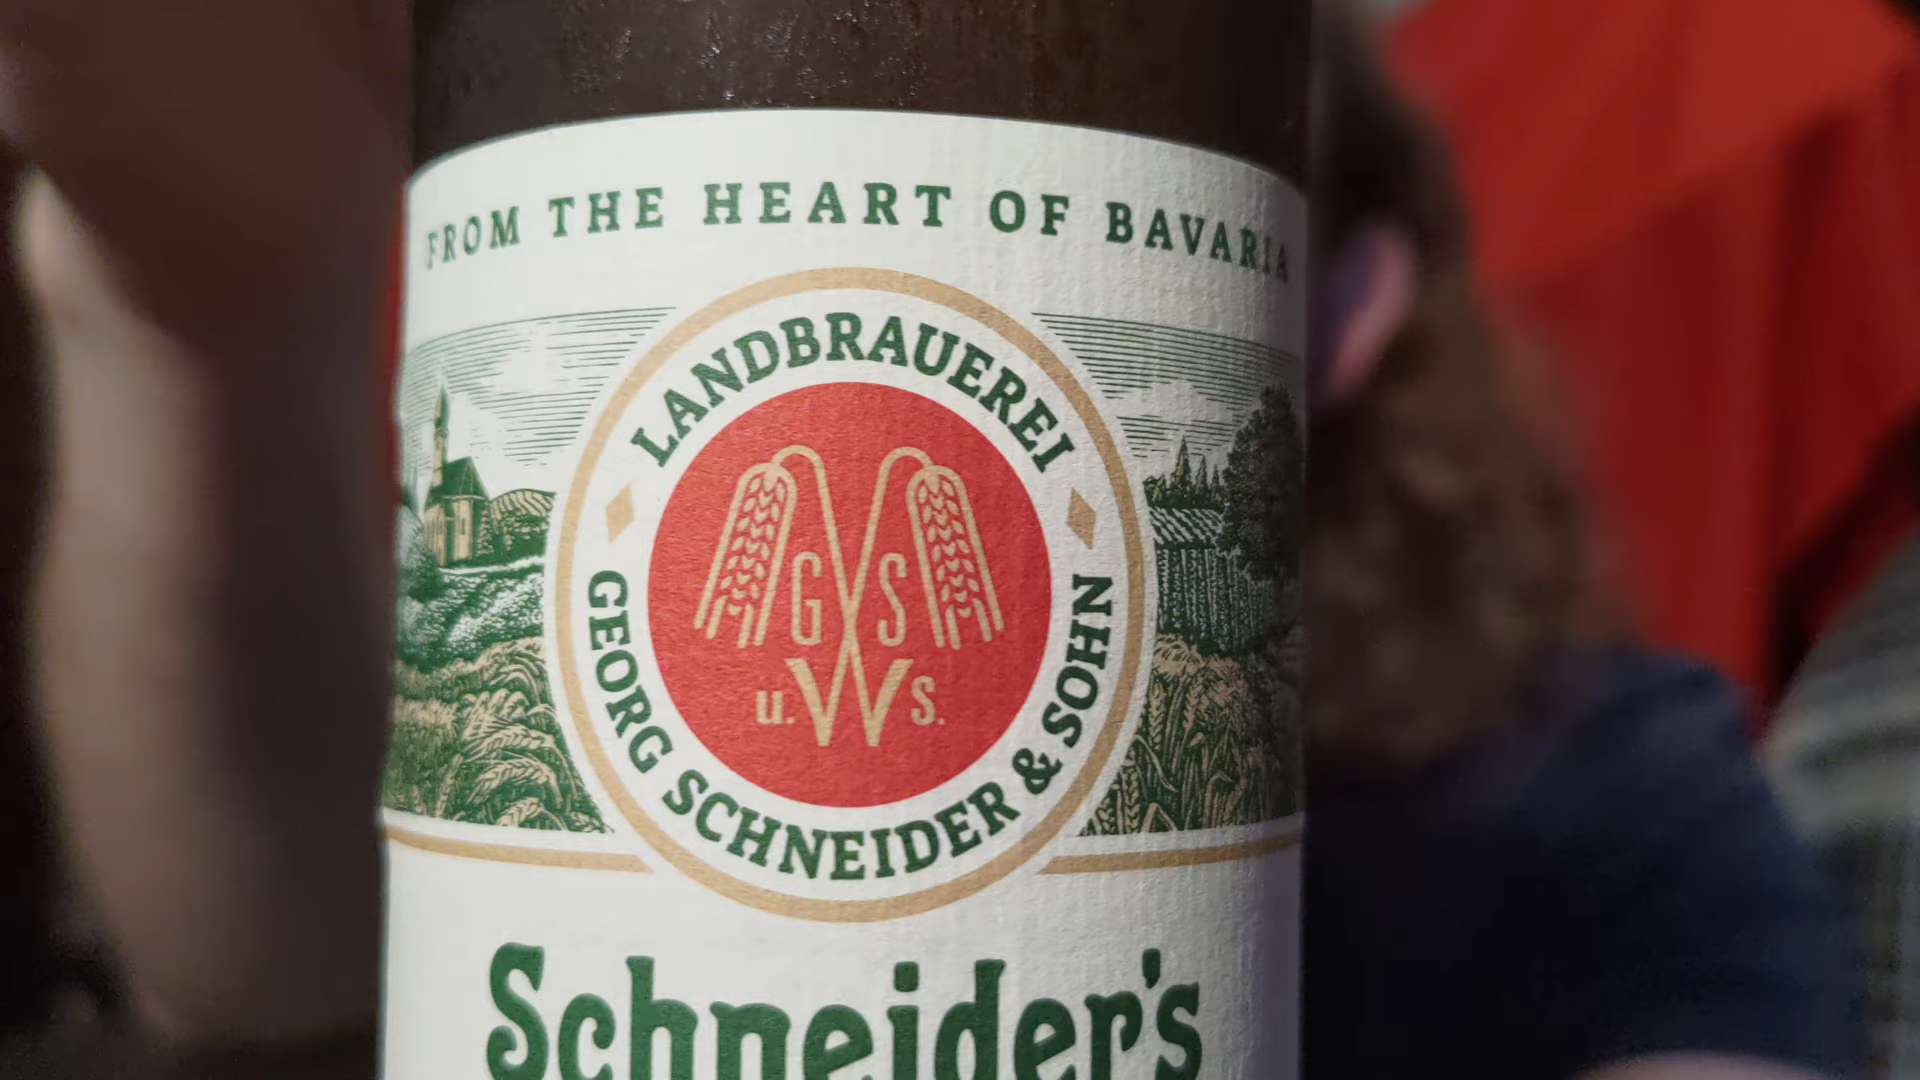 FROM THE HEART OF BAVARIA
LANDBRAUEREI
GEORG SCHNEIDER & SOHN
G S
u. W s.
Schneider's